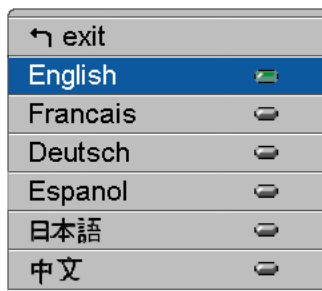 exit
English
Francais
Deutsch
Espanol
日本語
中文